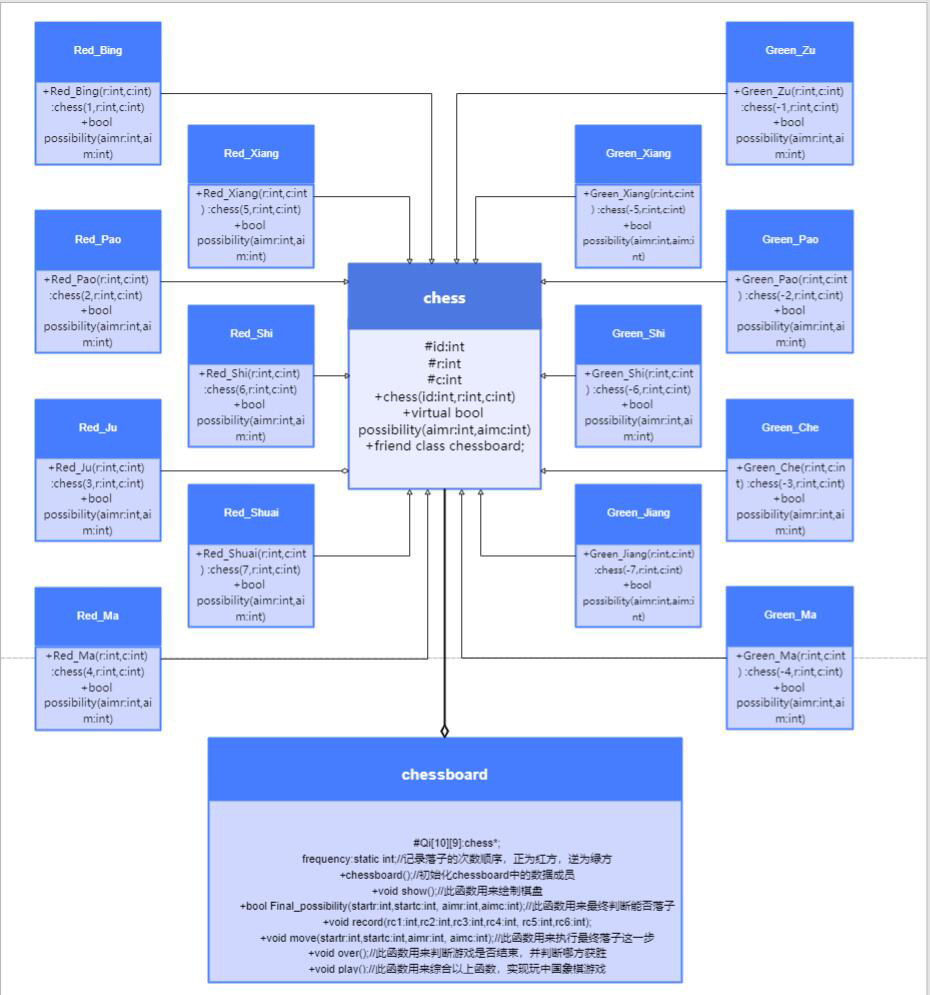 Red_Bing
+Red_Bing(r:int,c:int)
:chess(1,r:int,c:int)
+bool
possibility(aimr:int,ai
m:int)
Green_Zu
+Green_Zu(r:int,c:int)
:chess(-1,r:int,c:int)
+bool
possibility(aimr:int,ai
m:int)
Red_Xiang
+Red_Xiang(r:int,c:int
) :chess(5,r:int,c:int)
+bool
possibility(aimr:int,ai
m:int)
Green_Xiang
+Green_Xiang(r:int,c:int
) :chess(-5,r:int,c:int)
+bool
possibility(aimr:int,aim:i
nt)
Red_Pao
+Red_Pao(r:int,c:int)
:chess(2,r:int,c:int)
+bool
possibility(aimr:int,ai
m:int)
Green_Pao
+Green_Pao(r:int,c:int
) :chess(-2,r:int,c:int)
+bool
possibility(aimr:int,ai
m:int)
chess
#id:int
#r:int
#c:int
+chess(id:int,r:int,c:int)
+virtual bool
possibility(aimr:int,aimc:int)
+friend class chessboard;
Red_Shi
+Red_Shi(r:int,c:int)
:chess(6,r:int,c:int)
+bool
possibility(aimr:int,ai
m:int)
Green_Shi
+Green_Shi(r:int,c:int
) :chess(-6,r:int,c:int)
+bool
possibility(aimr:int,ai
m:int)
Red_Ju
+Red_Ju(r:int,c:int)
:chess(3,r:int,c:int)
+bool
possibility(aimr:int,ai
m:int)
Green_Che
+Green_Che(r:int,c:in
t) :chess(-3,r:int,c:int)
+bool
possibility(aimr:int,ai
m:int)
Red_Shuai
+Red_Shuai(r:int,c:int
) :chess(7,r:int,c:int)
+bool
possibility(aimr:int,ai
m:int)
Green_Jiang
+Green_Jiang(r:int,c:int)
:chess(-7,r:int,c:int)
+bool
possibility(aimr:int,aim:i
nt)
Red_Ma
+Red_Ma(r:int,c:int)
:chess(4,r:int,c:int)
+bool
possibility(aimr:int,ai
m:int)
Green_Ma
+Green_Ma(r:int,c:int
) :chess(-4,r:int,c:int)
+bool
possibility(aimr:int,ai
m:int)
chessboard
#Qi[10][9]:chess*;
frequency:static int;//记录落子的次数顺序，正为红方，逆为绿方
+chessboard();//初始化chessboard中的数据成员
+void show();//此函数用来绘制棋盘
+bool Final_possibility(startr:int,startc:int, aimr:int,aimc:int);//此函数用来最终判断能否落子
+void record(rc1:int,rc2:int,rc3:int,rc4:int, rc5:int,rc6:int);
+void move(startr:int,startc:int,aimr:int, aimc:int);//此函数用来执行最终落子这一步
+void over();//此函数用来判断游戏是否结束，并判断哪方获胜
+void play();//此函数用来综合以上函数，实现玩中国象棋游戏